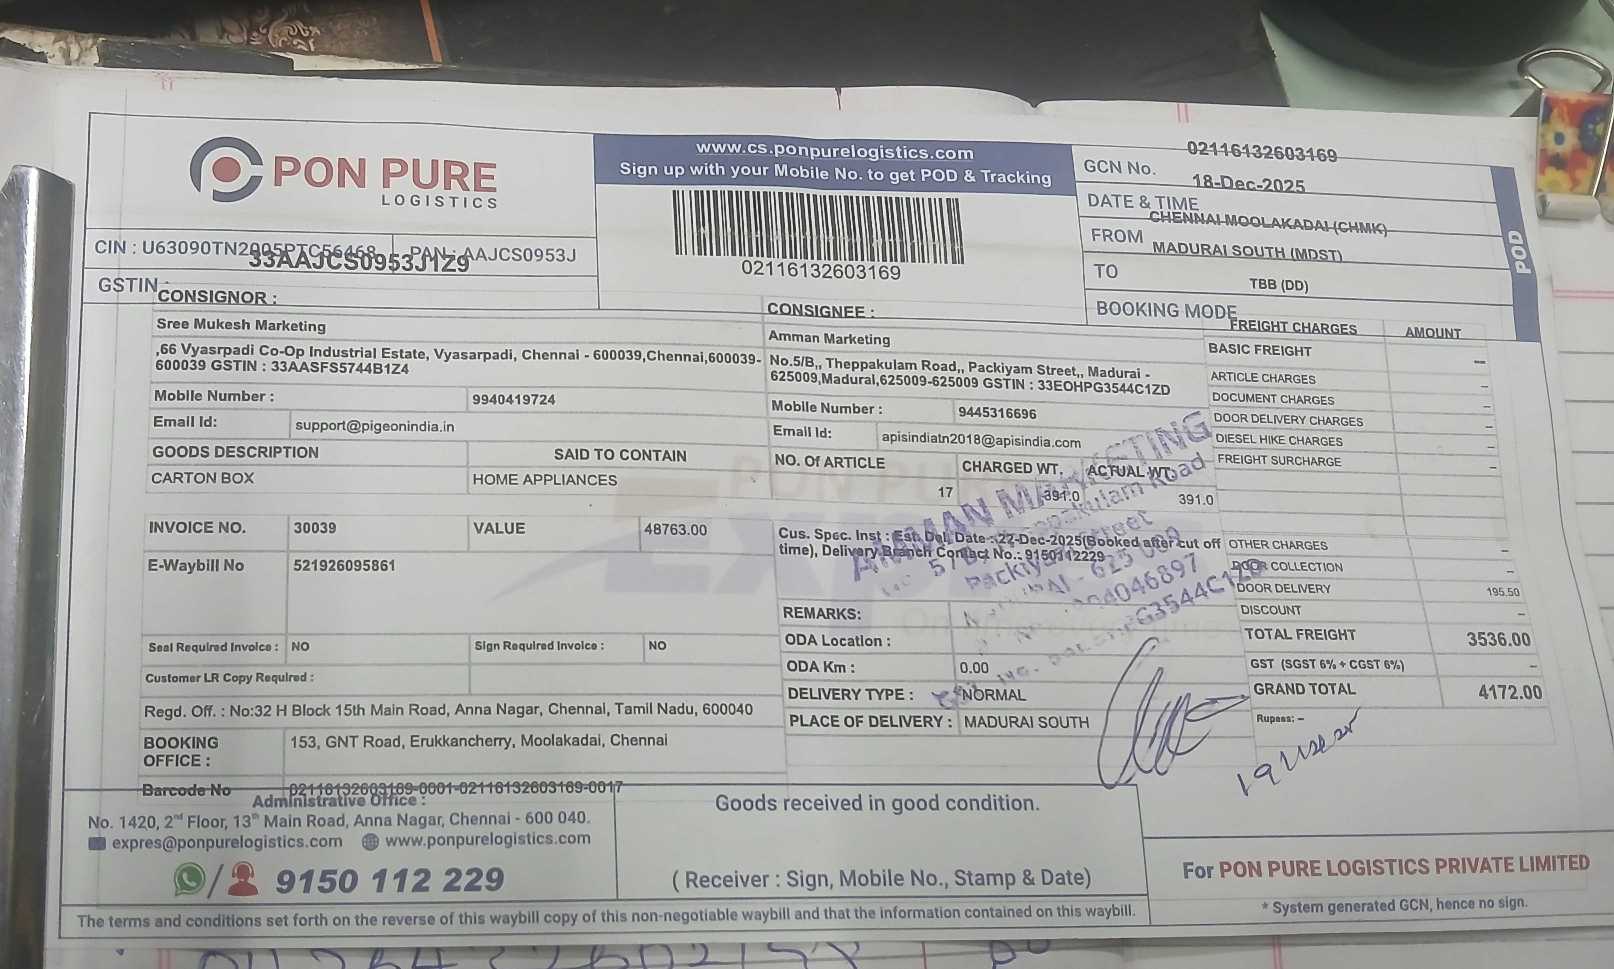 PON PURE
LOGISTICS
www.cs.ponpurelogistics.com
Sign up with your Mobile No. to get POD & Tracking
02116132603169
GCN No. 02116132603169
DATE & TIME 18-Dec-2025
FROM CHENNAI MOOLAKADAI (CHMK)
TO MADURAI SOUTH (MDST)
BOOKING MODE TBB (DD)
POD
CIN : U63090TN2005PTC56468 PAN : AAJCS0953J
GSTIN 33AAJCS0953J1Z9
CONSIGNOR :
Sree Mukesh Marketing
,66 Vyasrpadi Co-Op Industrial Estate, Vyasarpadi, Chennai - 600039,Chennai,600039-
600039 GSTIN : 33AASFS5744B1Z4
Mobile Number : 9940419724
Email Id: support@pigeonindia.in
CONSIGNEE :
Amman Marketing
No.5/B,, Theppakulam Road,, Packiyam Street,, Madurai -
625009,Madurai,625009-625009 GSTIN : 33EOHPG3544C1ZD
Mobile Number : 9445316696
Email Id: apisindiatn2018@apisindia.com
GOODS DESCRIPTION SAID TO CONTAIN NO. Of ARTICLE CHARGED WT. ACTUAL WT.
CARTON BOX HOME APPLIANCES 17 391.0 391.0
INVOICE NO. 30039 VALUE 48763.00
E-Waybill No 521926095861
Cus. Spec. Inst : Est. Del. Date : 22-Dec-2025(Booked after cut off
time), Delivery Branch Contact No.: 9150112229
REMARKS:
ODA Location :
ODA Km : 0.00
DELIVERY TYPE : NORMAL
PLACE OF DELIVERY : MADURAI SOUTH
Seal Required Invoice : NO Sign Required Invoice : NO
Customer LR Copy Required :
Regd. Off. : No:32 H Block 15th Main Road, Anna Nagar, Chennai, Tamil Nadu, 600040
BOOKING
OFFICE : 153, GNT Road, Erukkancherry, Moolakadai, Chennai
Barcode No 02116132603169-0001-02116132603169-0017
FREIGHT CHARGES AMOUNT
BASIC FREIGHT --
ARTICLE CHARGES --
DOCUMENT CHARGES --
DOOR DELIVERY CHARGES --
DIESEL HIKE CHARGES --
FREIGHT SURCHARGE --
OTHER CHARGES --
DOOR COLLECTION --
DOOR DELIVERY 195.50
DISCOUNT --
TOTAL FREIGHT 3536.00
GST (SGST 6% + CGST 6%) --
GRAND TOTAL 4172.00
Rupees: --
AMMAN MARKETING
Packiyam Street
Administrative Office :
No. 1420, 2nd Floor, 13th Main Road, Anna Nagar, Chennai - 600 040.
expres@ponpurelogistics.com www.ponpurelogistics.com
9150 112 229
Goods received in good condition.
( Receiver : Sign, Mobile No., Stamp & Date)
For PON PURE LOGISTICS PRIVATE LIMITED
* System generated GCN, hence no sign.
The terms and conditions set forth on the reverse of this waybill copy of this non-negotiable waybill and that the information contained on this waybill.